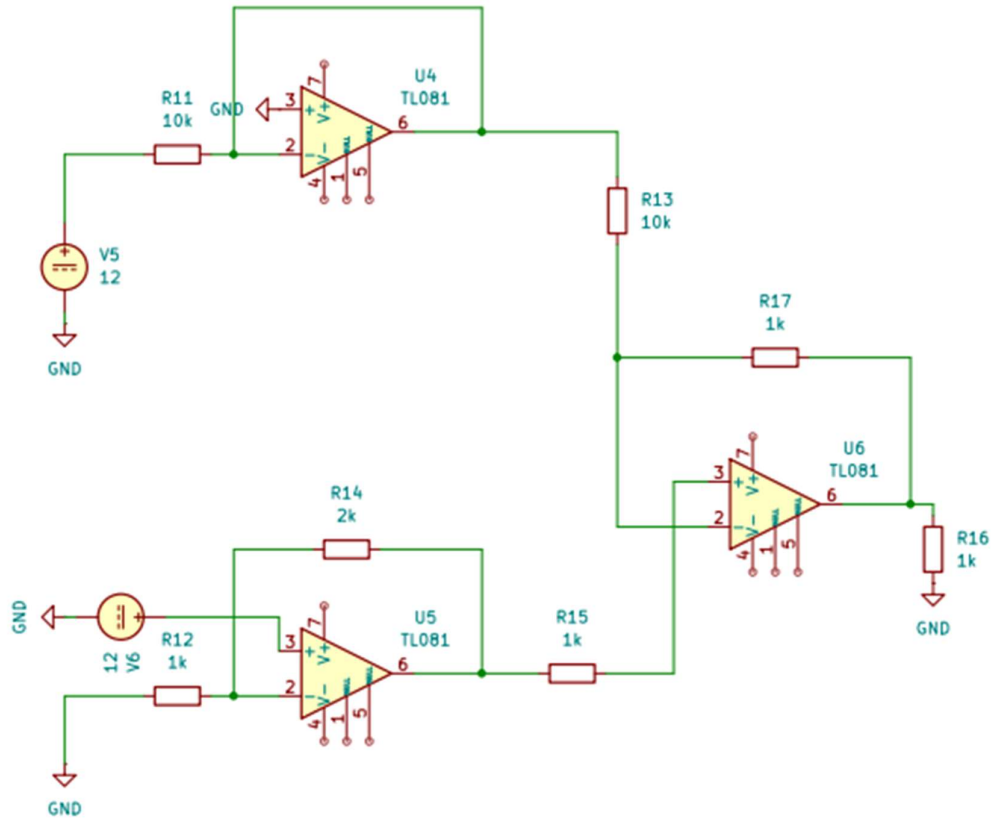 U4
TL081
R11
10k
GND
3
2
7
6
4
1
5
+
V+
V-
R13
10k
V5
12
GND
R17
1k
U6
TL081
3
2
7
6
4
1
5
+
V+
V-
R16
1k
GND
R14
2k
GND
12
V6
R12
1k
U5
TL081
3
2
7
6
4
1
5
+
V+
V-
R15
1k
GND